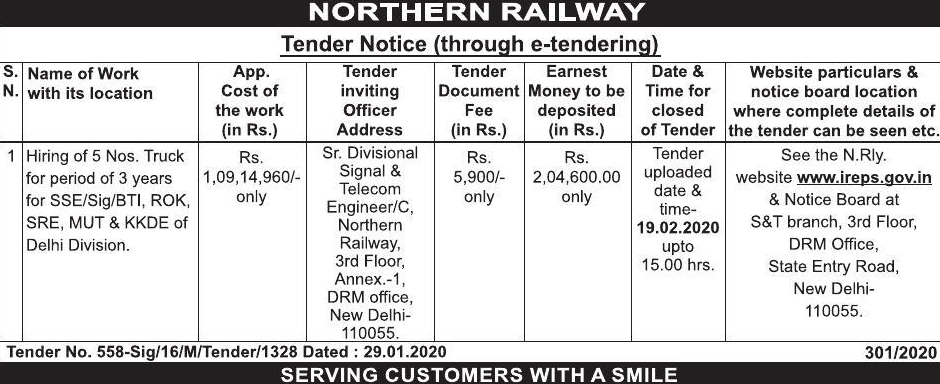 NORTHERN RAILWAY
Tender Notice (through e-tendering)
S.
N.
Name of Work
with its location
App.
Cost of
the work
(in Rs.)
Tender
inviting
Officer
Address
Tender
Document
Fee
(in Rs.)
Earnest
Money to be
deposited
(in Rs.)
Date &
Time for
closed
of Tender
Website particulars &
notice board location
where complete details of
the tender can be seen etc.
1
Hiring of 5 Nos. Truck
for period of 3 years
for SSE/Sig/BTI, ROK,
SRE, MUT & KKDE of
Delhi Division.
Rs.
1,09,14,960/-
only
Sr. Divisional
Signal &
Telecom
Engineer/C,
Northern
Railway,
3rd Floor,
Annex.-1,
DRM office,
New Delhi-
110055.
Rs.
5,900/-
only
Rs.
2,04,600.00
only
Tender
uploaded
date &
time-
19.02.2020
upto
15.00 hrs.
See the N.Rly.
website www.ireps.gov.in
& Notice Board at
S&T branch, 3rd Floor,
DRM Office,
State Entry Road,
New Delhi-
110055.
Tender No. 558-Sig/16/M/Tender/1328 Dated : 29.01.2020
301/2020
SERVING CUSTOMERS WITH A SMILE